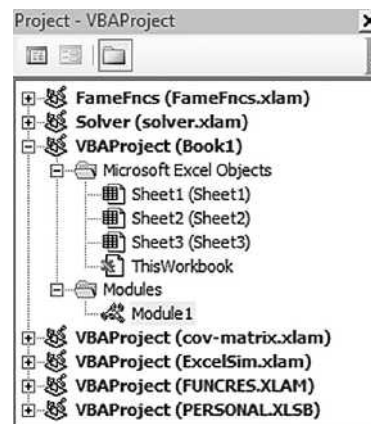 Project - VBAProject
FameFncs (FameFncs.xlam)
Solver (solver.xlam)
VBAProject (Book1)
Microsoft Excel Objects
Sheet1 (Sheet1)
Sheet2 (Sheet2)
Sheet3 (Sheet3)
ThisWorkbook
Modules
Module1
VBAProject (cov-matrix.xlam)
VBAProject (ExcelSim.xlam)
VBAProject (FUNCRES.XLAM)
VBAProject (PERSONAL.XLSB)